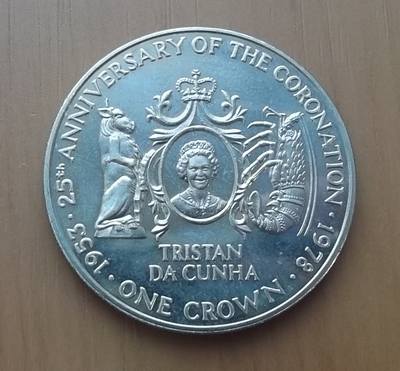 1953 · 25th ANNIVERSARY OF THE CORONATION · 1978 ·
TRISTAN
DA CUNHA
ONE CROWN ·